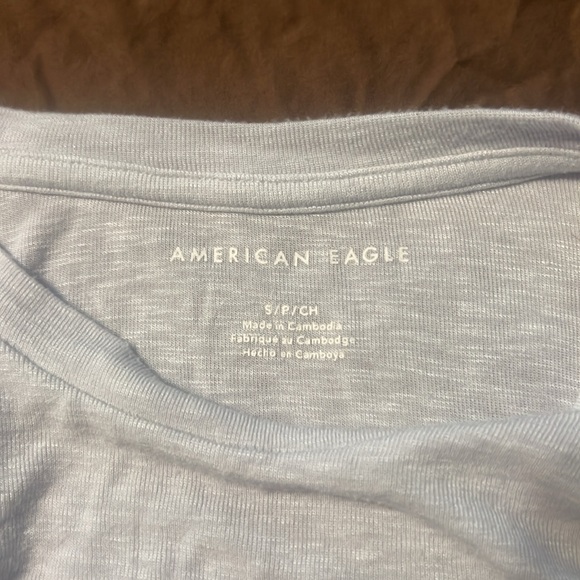 AMERICAN EAGLE
S/P/CH
Made in Cambodia
Fabriqué au Cambodge
Hecho en Camboya